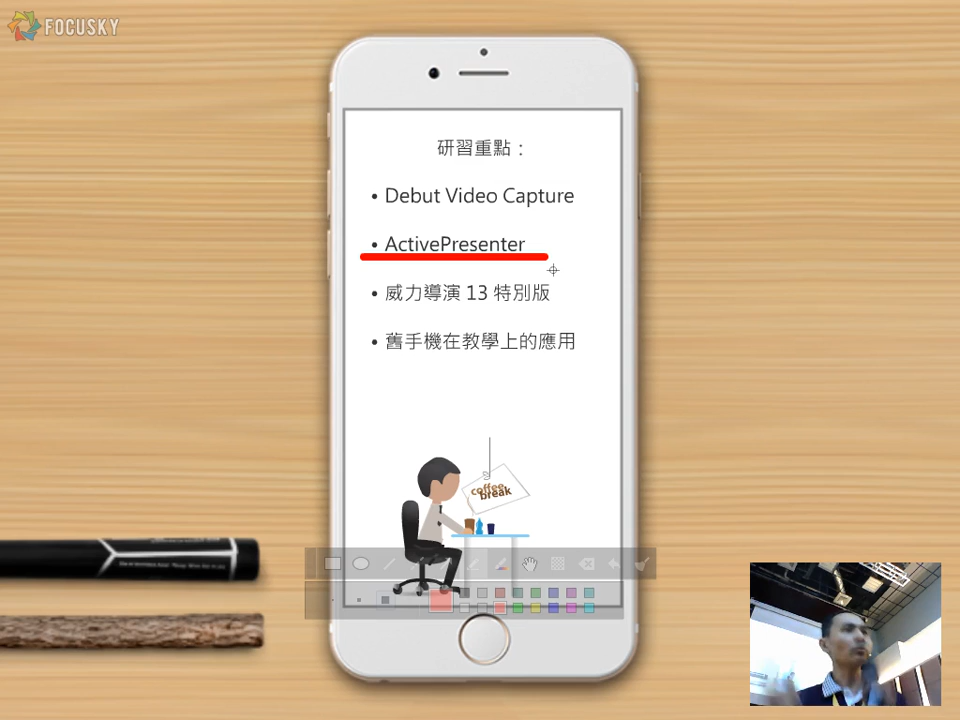 FOCUSKY
研習重點：
• Debut Video Capture
• ActivePresenter
• 威力導演 13 特別版
• 舊手機在教學上的應用
coffee
break